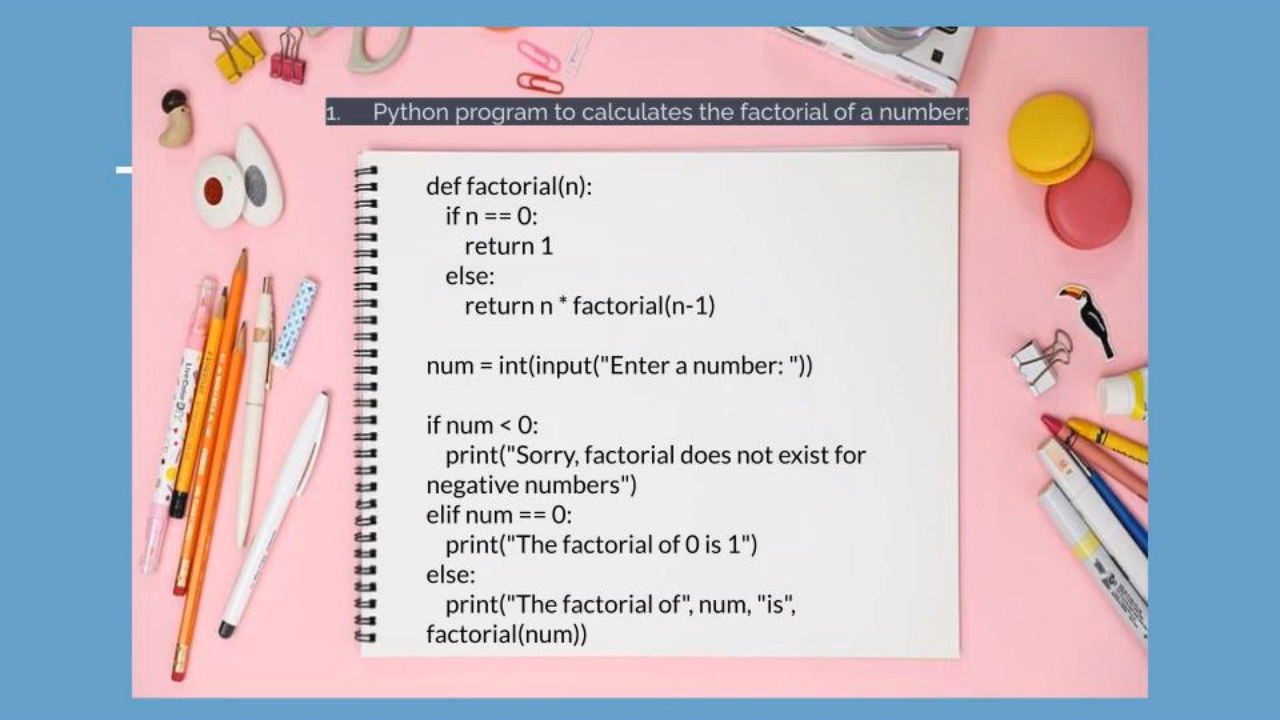 1. Python program to calculates the factorial of a number:
def factorial(n):
    if n == 0:
        return 1
    else:
        return n * factorial(n-1)
num = int(input("Enter a number: "))
if num < 0:
    print("Sorry, factorial does not exist for
negative numbers")
elif num == 0:
    print("The factorial of 0 is 1")
else:
    print("The factorial of", num, "is",
factorial(num))